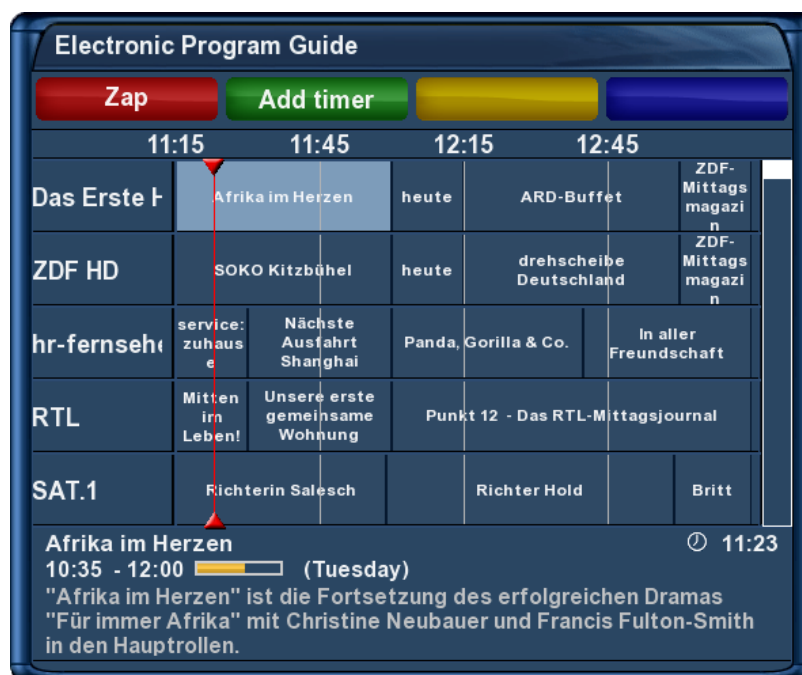 Electronic Program Guide
Zap Add timer
11:15 11:45 12:15 12:45
Das Erste H
Afrika im Herzen
heute
ARD-Buffet
ZDF-
Mittags
magazi
n
ZDF HD
SOKO Kitzbühel
heute
drehscheibe
Deutschland
ZDF-
Mittags
magazi
n
hr-fernsehe
service:
zuhaus
e
Nächste
Ausfahrt
Shanghai
Panda, Gorilla & Co.
In aller
Freundschaft
RTL
Mitten
im
Leben!
Unsere erste
gemeinsame
Wohnung
Punkt 12 - Das RTL-Mittagsjournal
SAT.1
Richterin Salesch
Richter Hold
Britt
Afrika im Herzen 11:23
10:35 - 12:00 (Tuesday)
"Afrika im Herzen" ist die Fortsetzung des erfolgreichen Dramas
"Für immer Afrika" mit Christine Neubauer und Francis Fulton-Smith
in den Hauptrollen.